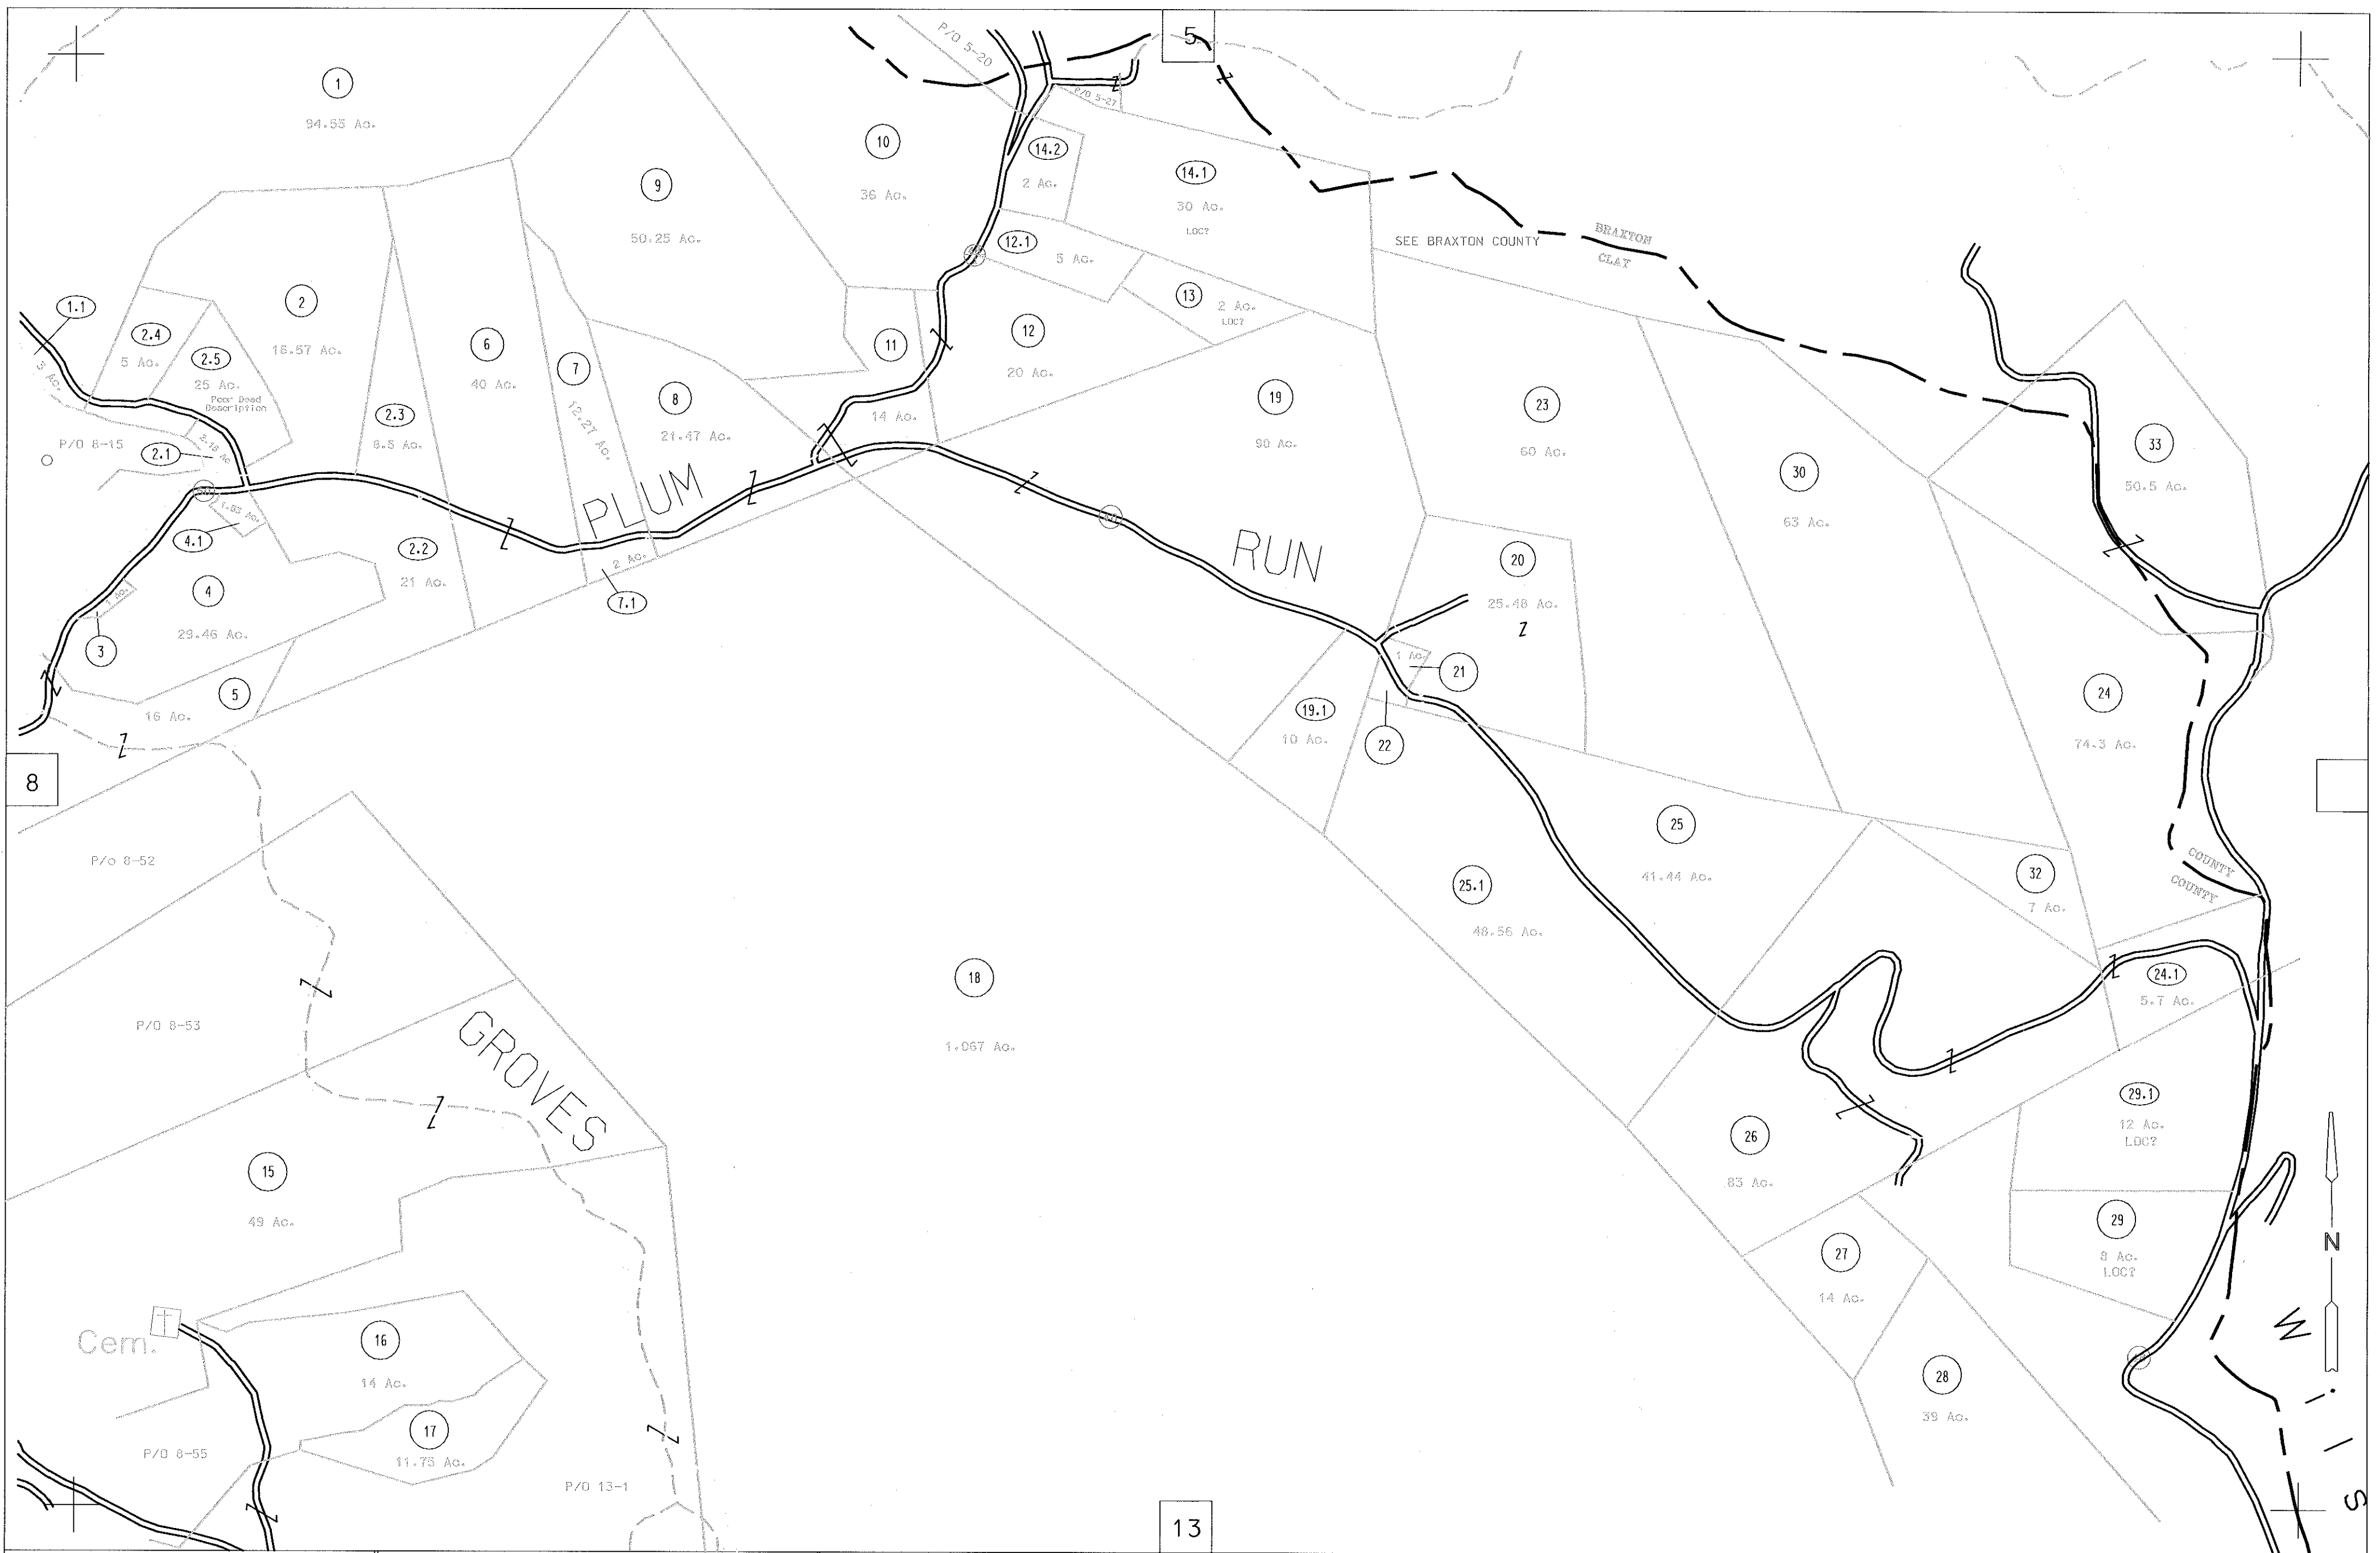 5
P/O 5-20
1
94.53 Ac.
P/O 5-27
10
36 Ac.
14.2
2 Ac.
14.1
30 Ac.
LOC?
9
50.25 Ac.
12.1
5 Ac.
SEE BRAXTON COUNTY
BRAXTON
CLAY
1.1
3 Ac.
2.4
5 Ac.
2.5
25 Ac.
Poor Deed
Description
2
16.57 Ac.
6
40 Ac.
7
12.27 Ac.
8
21.47 Ac.
11
14 Ac.
12
20 Ac.
13
2 Ac.
LOC?
19
90 Ac.
23
60 Ac.
30
63 Ac.
33
50.5 Ac.
2.3
8.5 Ac.
P/O 8-15
2.1
PLUM
RUN
4.1
1.83 Ac.
2.2
21 Ac.
4
29.46 Ac.
1 Ac.
3
5
16 Ac.
2 Ac.
7.1
20
25.48 Ac.
Z
1 Ac.
21
22
19.1
10 Ac.
24
74.3 Ac.
8
P/o 8-52
25
41.44 Ac.
25.1
48.56 Ac.
32
7 Ac.
COUNTY
COUNTY
18
1.067 Ac.
24.1
5.7 Ac.
P/O 8-53
GROVES
29.1
12 Ac.
LOC?
26
83 Ac.
15
49 Ac.
29
8 Ac.
LOC?
N
27
14 Ac.
28
39 Ac.
Cem.
16
14 Ac.
17
11.75 Ac.
P/O 8-55
P/O 13-1
W
i
l
s
13